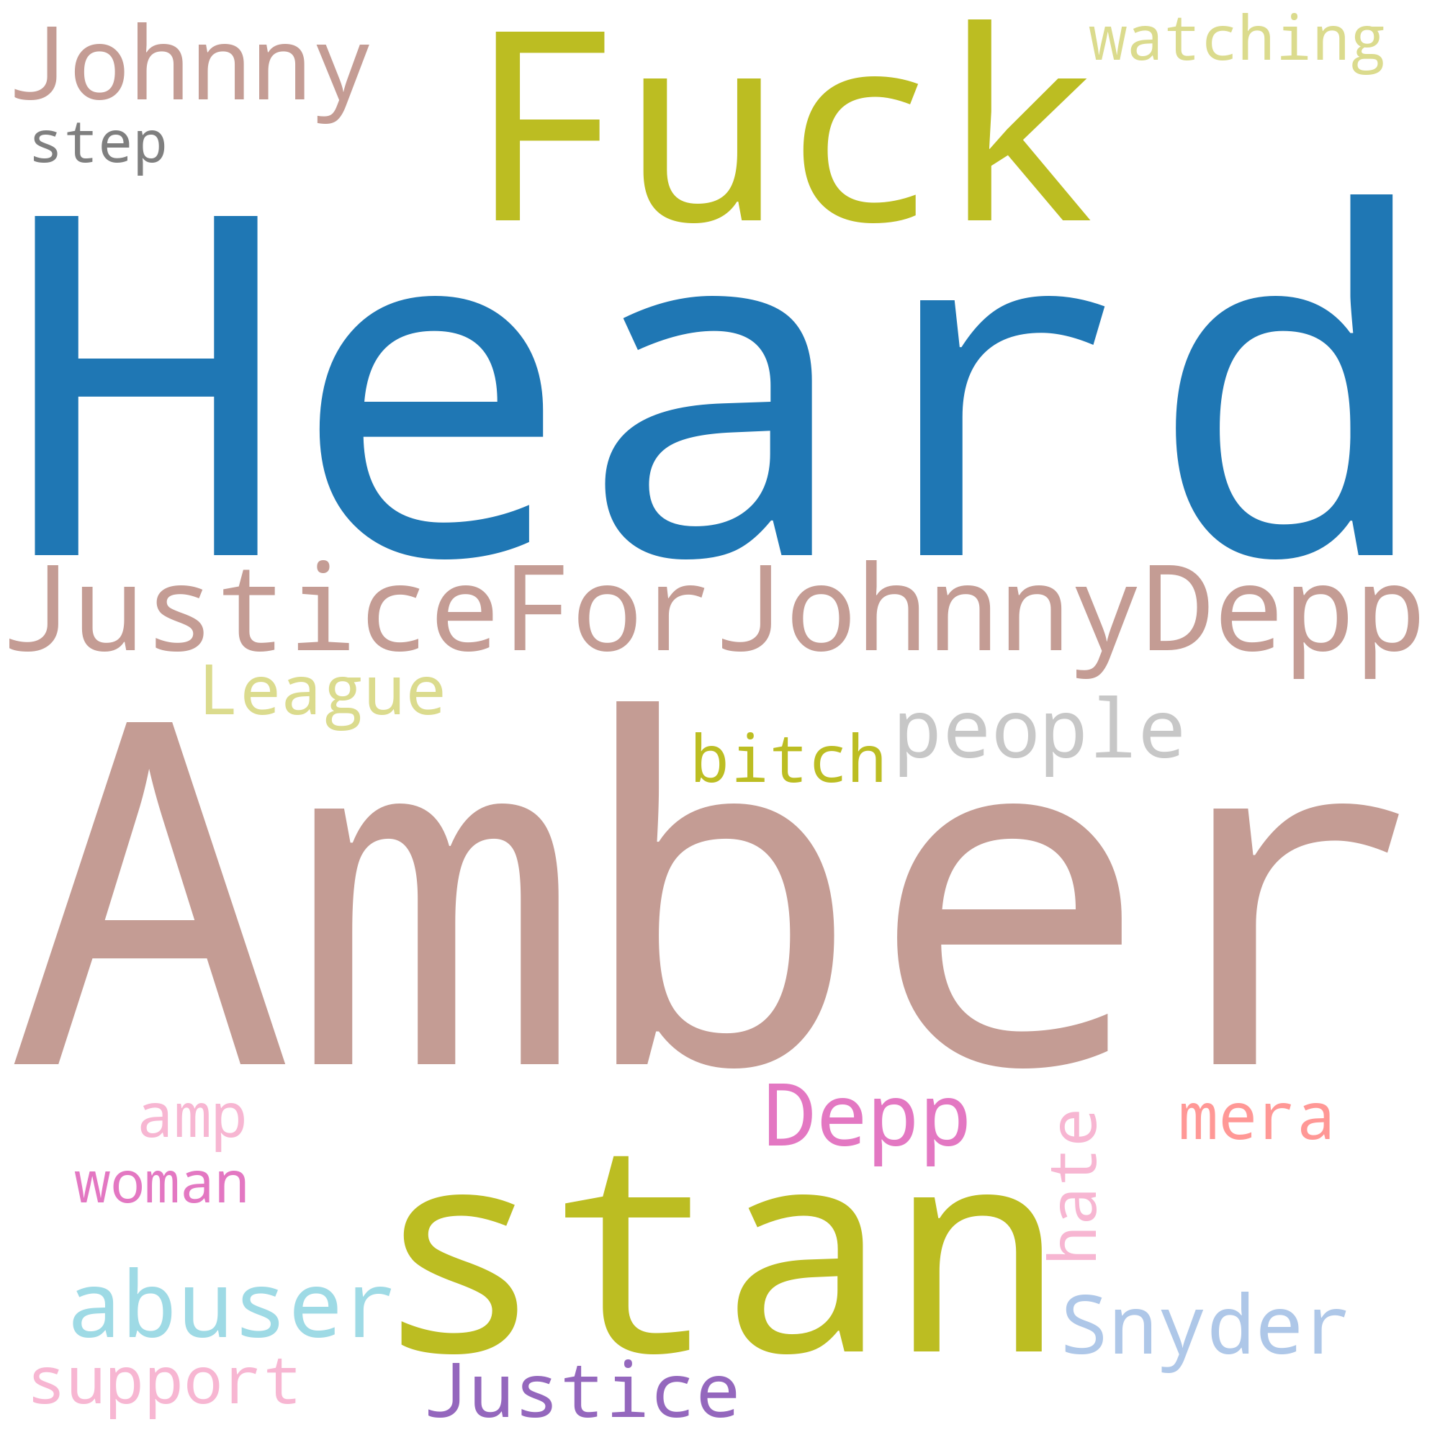 Johnny
Fuck
watching
step
Heard
JusticeForJohnnyDepp
League
people
bitch
Amber
Depp
amp
mera
hate
woman
stan
abuser
Snyder
support
Justice